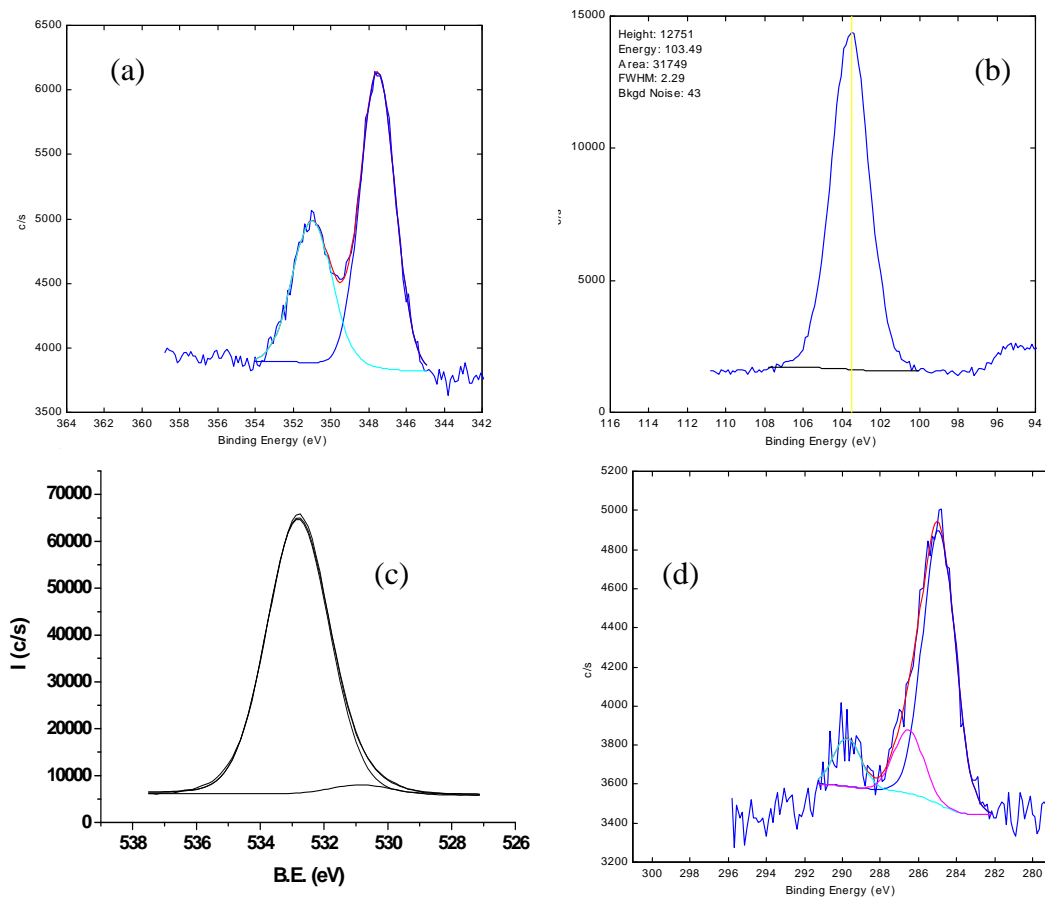 (a)
6500
6000
5500
5000
4500
4000
3500
c/s
364 362 360 358 356 354 352 350 348 346 344 342
Binding Energy (eV)
(b)
Height: 12751
Energy: 103.49
Area: 31749
FWHM: 2.29
Bkgd Noise: 43
15000
10000
5000
0
116 114 112 110 108 106 104 102 100 98 96 94
Binding Energy (eV)
(c)
70000
60000
50000
40000
30000
20000
10000
0
I (c/s)
538 536 534 532 530 528 526
B.E. (eV)
(d)
5200
5000
4800
4600
4400
4200
4000
3800
3600
3400
3200
c/s
300 298 296 294 292 290 288 286 284 282 280
Binding Energy (eV)